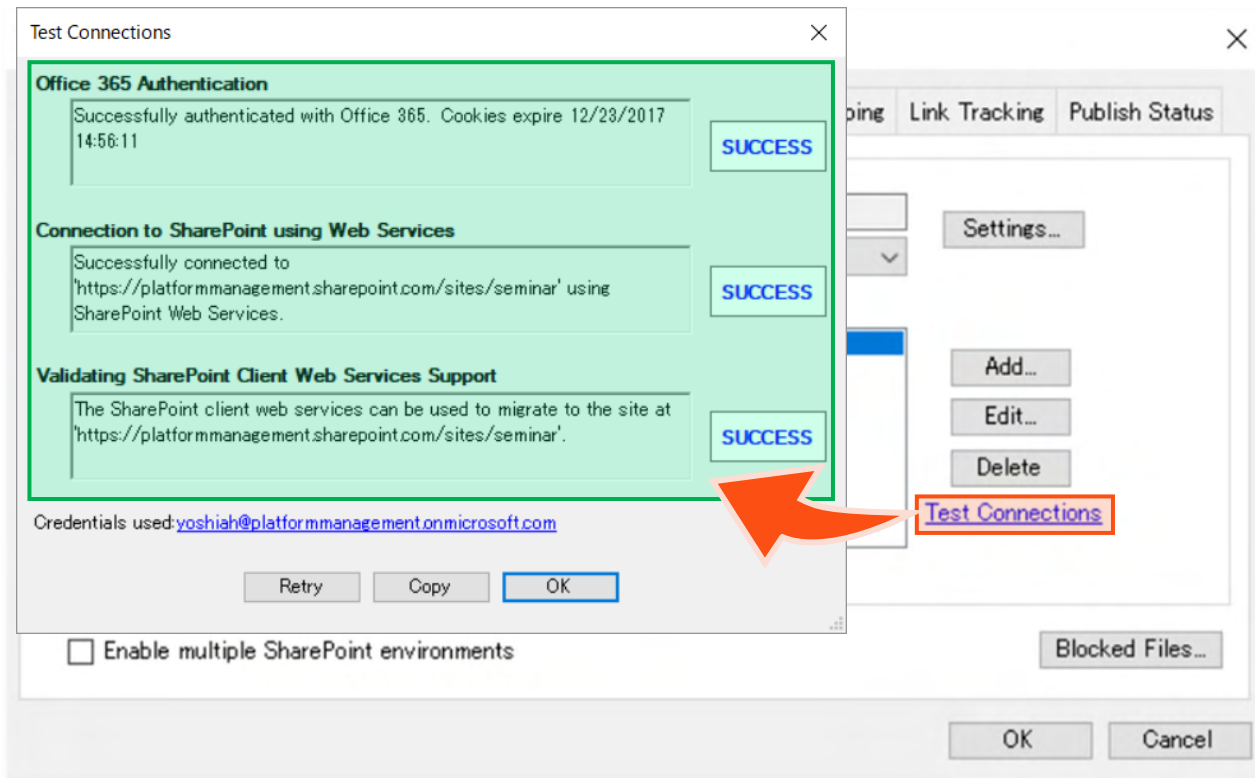 Test Connections
Office 365 Authentication
Successfully authenticated with Office 365. Cookies expire 12/23/2017
14:56:11
SUCCESS
Connection to SharePoint using Web Services
Successfully connected to
'https://platformmanagement.sharepoint.com/sites/seminar' using
SharePoint Web Services.
SUCCESS
Validating SharePoint Client Web Services Support
The SharePoint client web services can be used to migrate to the site at
'https://platformmanagement.sharepoint.com/sites/seminar'.
SUCCESS
Credentials used:yoshiah@platformmanagement.onmicrosoft.com
Retry Copy OK
Link Tracking Publish Status
Settings...
Add...
Edit...
Delete
Test Connections
Enable multiple SharePoint environments
Blocked Files...
OK Cancel